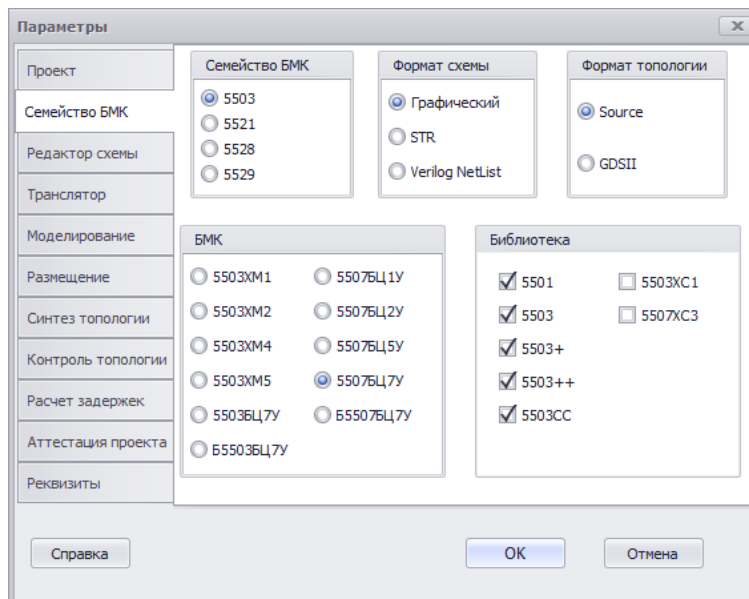 Параметры
Проект
Семейство БМК
Редактор схемы
Транслятор
Моделирование
Размещение
Синтез топологии
Контроль топологии
Расчет задержек
Аттестация проекта
Реквизиты
Семейство БМК
5503
5521
5528
5529
Формат схемы
Графический
STR
Verilog NetList
Формат топологии
Source
GDSII
БМК
5503ХМ1
5503ХМ2
5503ХМ4
5503ХМ5
5503БЦ7У
Б5503БЦ7У
5507БЦ1У
5507БЦ2У
5507БЦ5У
5507БЦ7У
Б5507БЦ7У
Библиотека
5501
5503
5503+
5503++
5503СС
5503ХС1
5507ХС3
Справка
ОК
Отмена